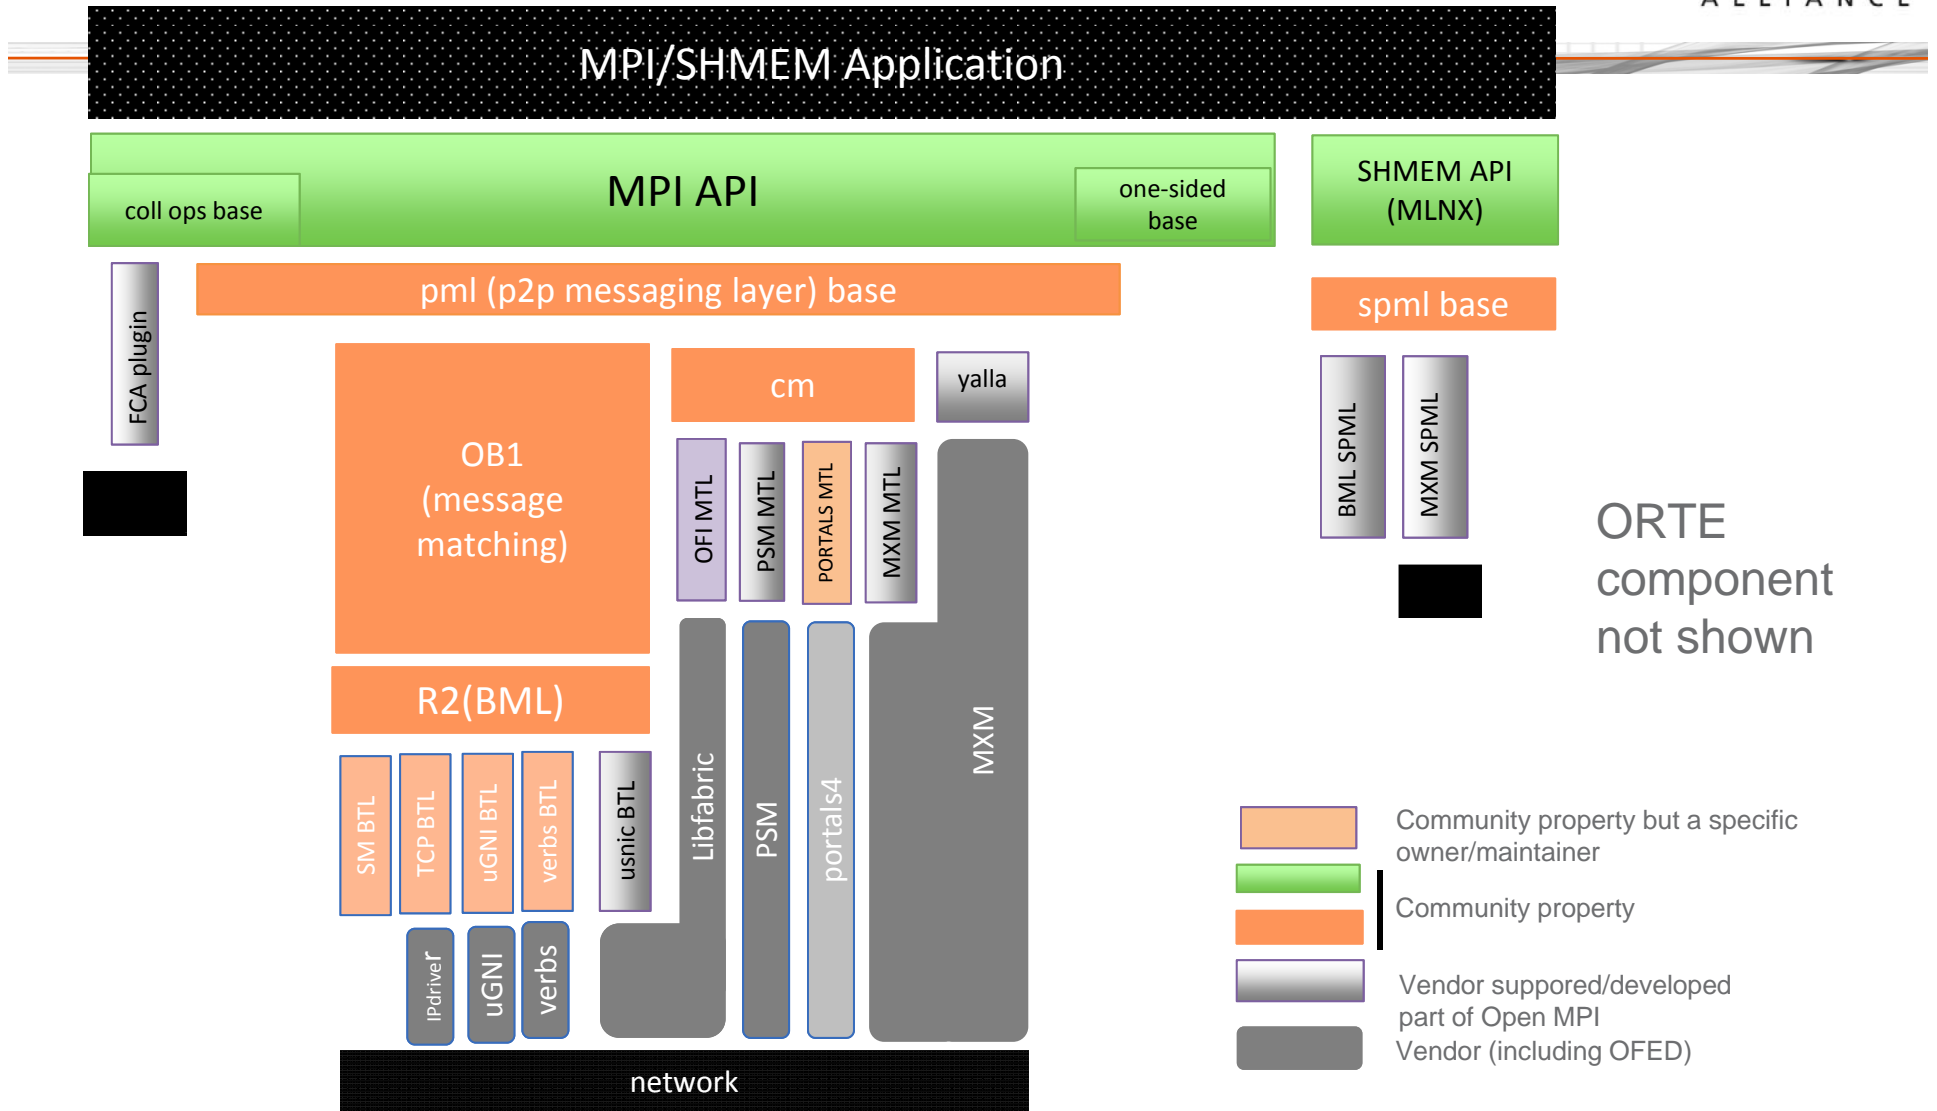 ALLIANCE
MPI/SHMEM Application
MPI API
coll ops base
one-sided
base
SHMEM API
(MLNX)
FCA plugin
pml (p2p messaging layer) base
spml base
OB1
(message
matching)
cm
yalla
OFI MTL
PSM MTL
PORTALS MTL
MXM MTL
BML SPML
MXM SPML
ORTE
component
not shown
R2(BML)
SM BTL
TCP BTL
uGNI BTL
verbs BTL
usnic BTL
Libfabric
PSM
portals4
MXM
IPdriver
uGNI
verbs
network
Community property but a specific
owner/maintainer
Community property
Vendor suppored/developed
part of Open MPI
Vendor (including OFED)